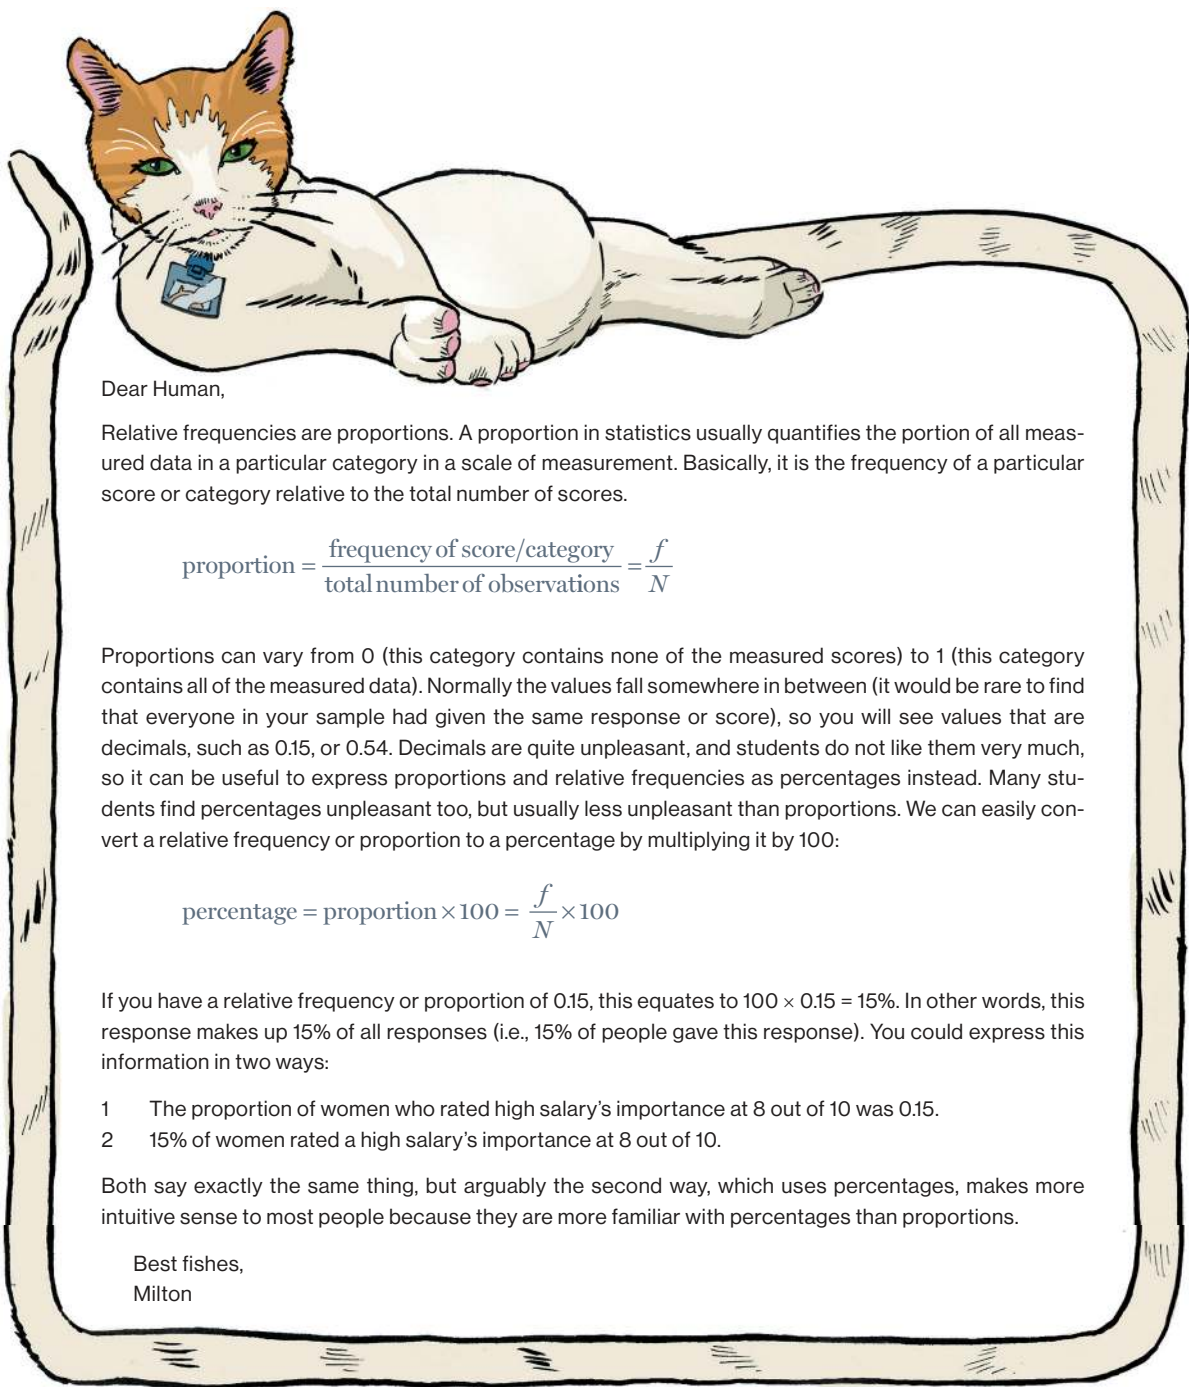 Dear Human,
Relative frequencies are proportions. A proportion in statistics usually quantifies the portion of all meas-
ured data in a particular category in a scale of measurement. Basically, it is the frequency of a particular
score or category relative to the total number of scores.
proportion = frequency of score/category / total number of observations = f / N
Proportions can vary from 0 (this category contains none of the measured scores) to 1 (this category
contains all of the measured data). Normally the values fall somewhere in between (it would be rare to find
that everyone in your sample had given the same response or score), so you will see values that are
decimals, such as 0.15, or 0.54. Decimals are quite unpleasant, and students do not like them very much,
so it can be useful to express proportions and relative frequencies as percentages instead. Many stu-
dents find percentages unpleasant too, but usually less unpleasant than proportions. We can easily con-
vert a relative frequency or proportion to a percentage by multiplying it by 100:
percentage = proportion × 100 = f / N × 100
If you have a relative frequency or proportion of 0.15, this equates to 100 × 0.15 = 15%. In other words, this
response makes up 15% of all responses (i.e., 15% of people gave this response). You could express this
information in two ways:
1 The proportion of women who rated high salary’s importance at 8 out of 10 was 0.15.
2 15% of women rated a high salary’s importance at 8 out of 10.
Both say exactly the same thing, but arguably the second way, which uses percentages, makes more
intuitive sense to most people because they are more familiar with percentages than proportions.
Best fishes,
Milton